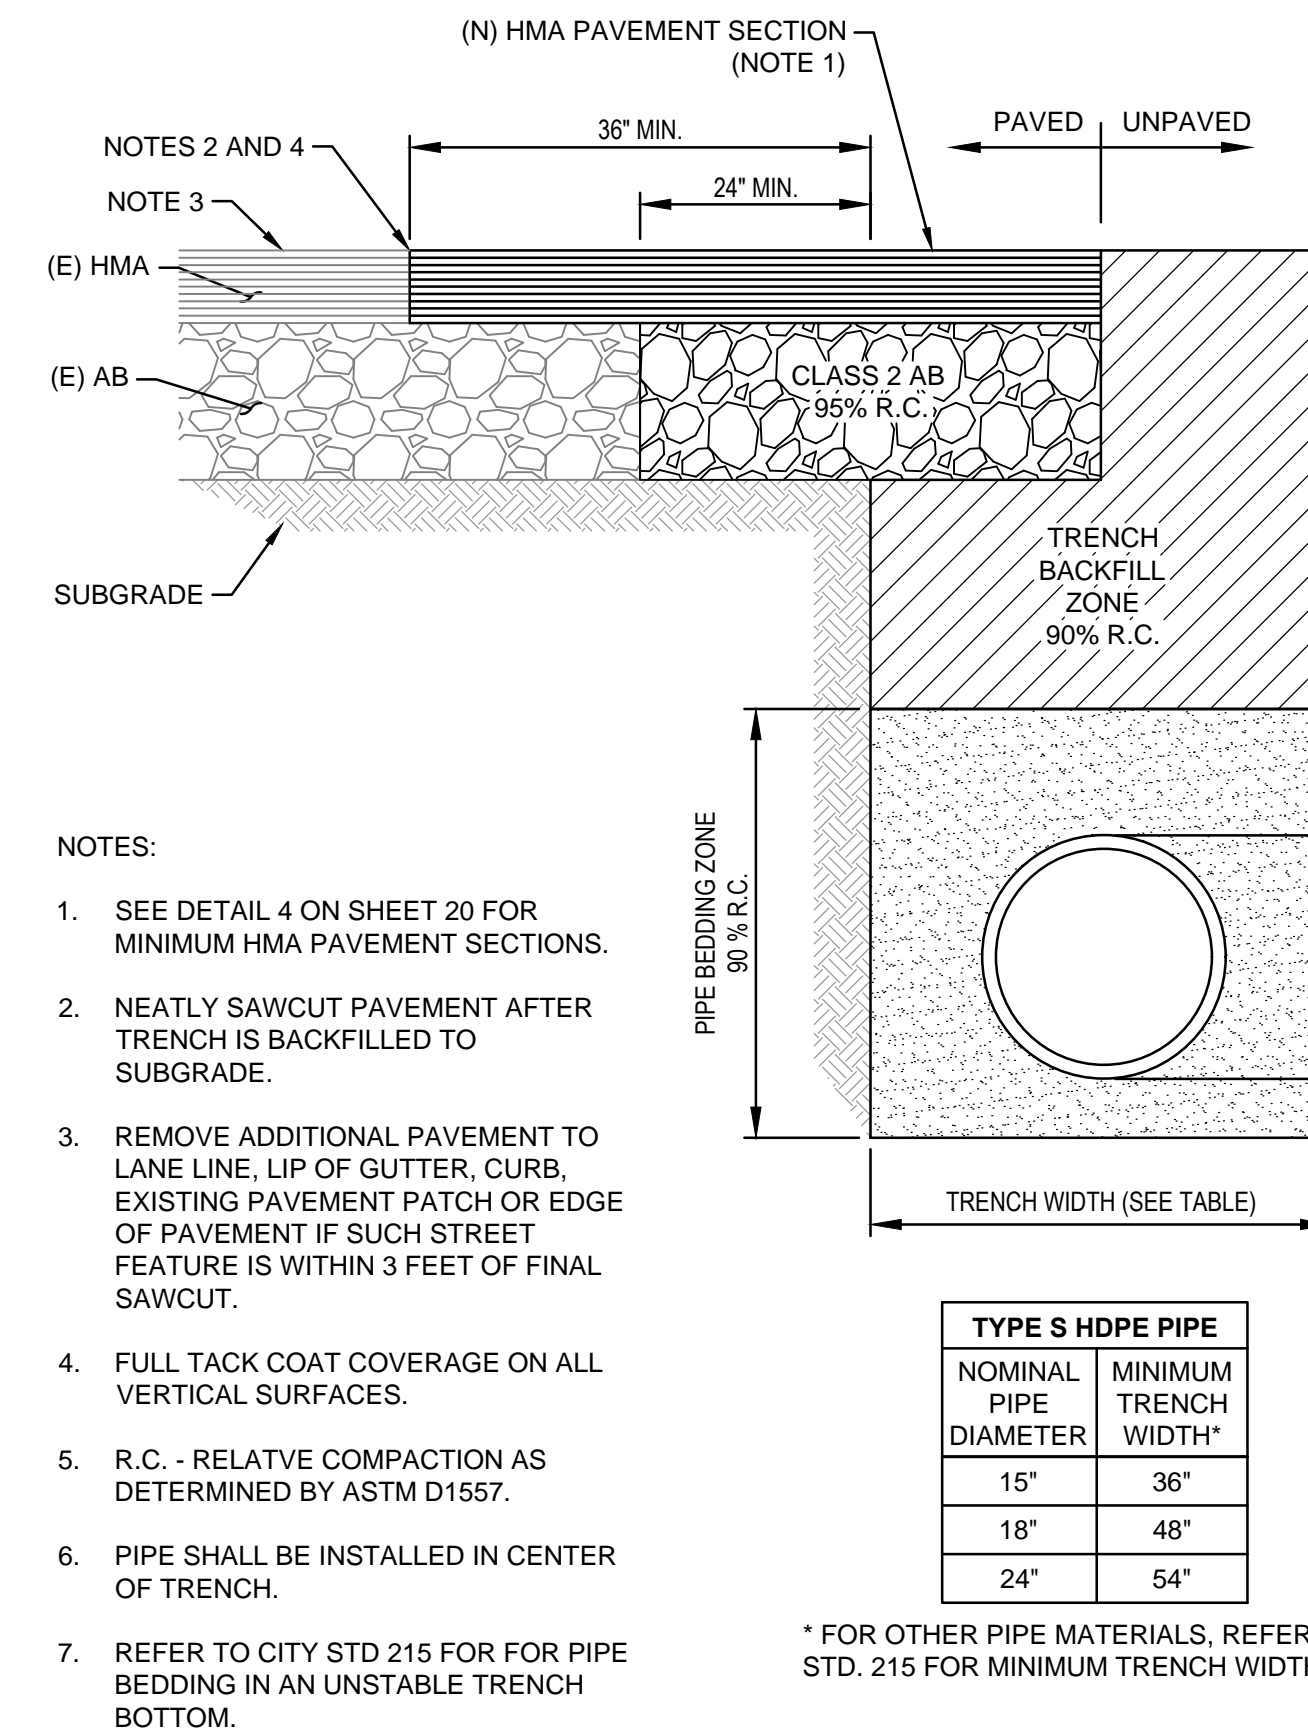 (N) HMA PAVEMENT SECTION
(NOTE 1)
36" MIN.
PAVED
UNPAVED
NOTES 2 AND 4
24" MIN.
NOTE 3
(E) HMA
(E) AB
CLASS 2 AB
95% R.C.
SUBGRADE
TRENCH
BACKFILL
ZONE
90% R.C.
PIPE BEDDING ZONE
90 % R.C.
TRENCH WIDTH (SEE TABLE)
NOTES:
1. SEE DETAIL 4 ON SHEET 20 FOR
MINIMUM HMA PAVEMENT SECTIONS.
2. NEATLY SAWCUT PAVEMENT AFTER
TRENCH IS BACKFILLED TO
SUBGRADE.
3. REMOVE ADDITIONAL PAVEMENT TO
LANE LINE, LIP OF GUTTER, CURB,
EXISTING PAVEMENT PATCH OR EDGE
OF PAVEMENT IF SUCH STREET
FEATURE IS WITHIN 3 FEET OF FINAL
SAWCUT.
4. FULL TACK COAT COVERAGE ON ALL
VERTICAL SURFACES.
5. R.C. - RELATVE COMPACTION AS
DETERMINED BY ASTM D1557.
6. PIPE SHALL BE INSTALLED IN CENTER
OF TRENCH.
7. REFER TO CITY STD 215 FOR FOR PIPE
BEDDING IN AN UNSTABLE TRENCH
BOTTOM.
TYPE S HDPE PIPE
NOMINAL
PIPE
DIAMETER
MINIMUM
TRENCH
WIDTH*
15" 36"
18" 48"
24" 54"
* FOR OTHER PIPE MATERIALS, REFER
STD. 215 FOR MINIMUM TRENCH WIDTH